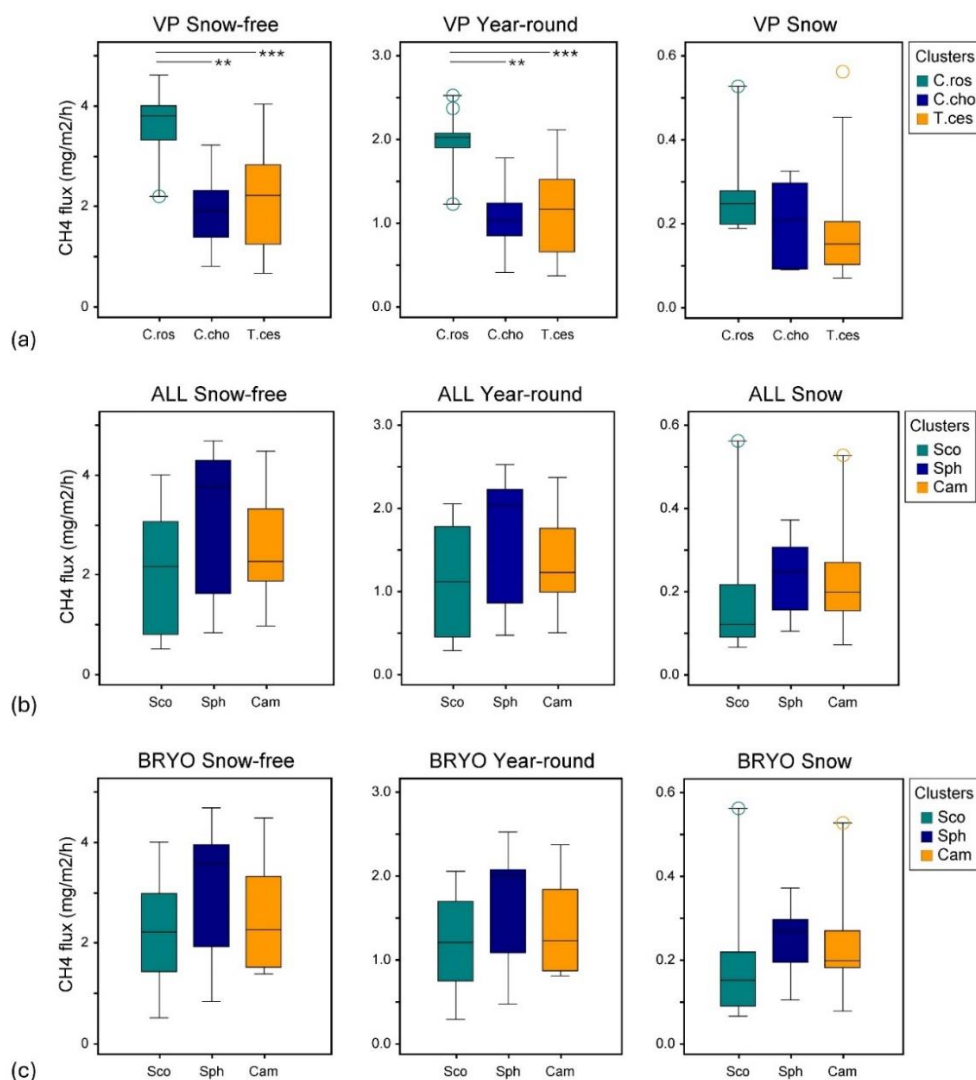 VP Snow-free
VP Year-round
VP Snow
CH4 flux (mg/m2/h)
4
2
0
**
***
C.ros
C.cho
T.ces
3.0
2.0
1.0
0.0
**
***
C.ros
C.cho
T.ces
0.6
0.4
0.2
0.0
C.ros
C.cho
T.ces
Clusters
C.ros
C.cho
T.ces
(a)
ALL Snow-free
ALL Year-round
ALL Snow
CH4 flux (mg/m2/h)
4
2
0
Sco
Sph
Cam
3.0
2.0
1.0
0.0
Sco
Sph
Cam
0.6
0.4
0.2
0.0
Sco
Sph
Cam
Clusters
Sco
Sph
Cam
(b)
BRYO Snow-free
BRYO Year-round
BRYO Snow
CH4 flux (mg/m2/h)
4
2
0
Sco
Sph
Cam
3.0
2.0
1.0
0.0
Sco
Sph
Cam
0.6
0.4
0.2
0.0
Sco
Sph
Cam
Clusters
Sco
Sph
Cam
(c)